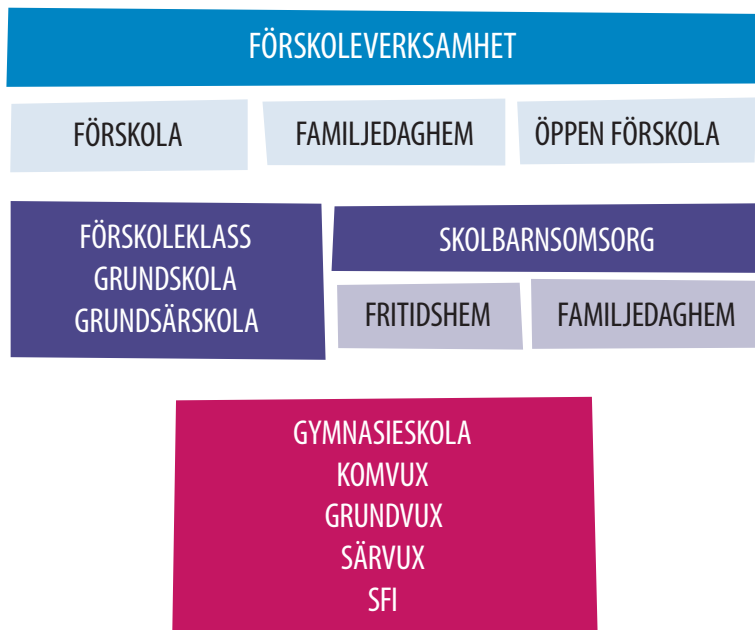 FÖRSKOLEVERKSAMHET
FÖRSKOLA
FAMILJEDAGHEM
ÖPPEN FÖRSKOLA
FÖRSKOLEKLASS
GRUNDSKOLA
GRUNDSÄRSKOLA
SKOLBARNSOMSORG
FRITIDSHEM
FAMILJEDAGHEM
GYMNASIESKOLA
KOMVUX
GRUNDVUX
SÄRVUX
SFI